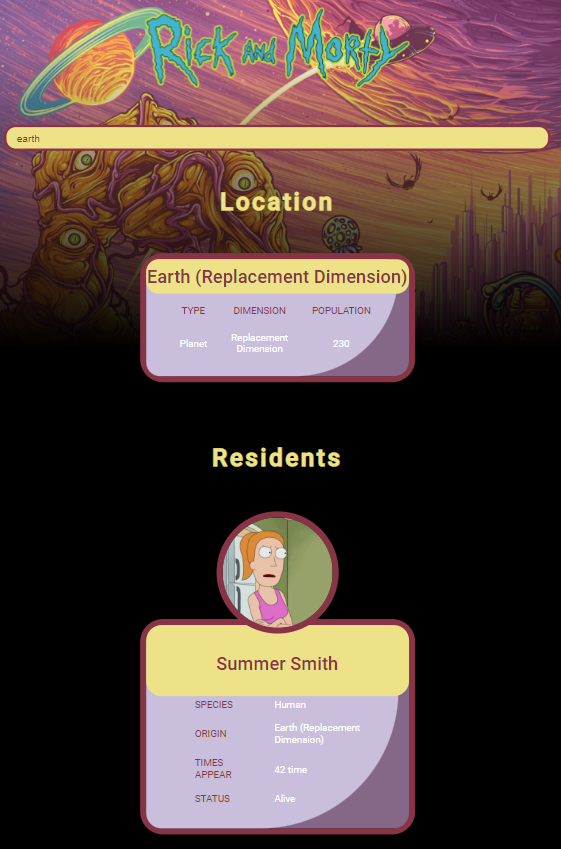 Rick AND Morty
earth
Location
Earth (Replacement Dimension)
TYPE DIMENSION POPULATION
Planet Replacement Dimension 230
Residents
Summer Smith
SPECIES Human
ORIGIN Earth (Replacement Dimension)
TIMES APPEAR 42 time
STATUS Alive